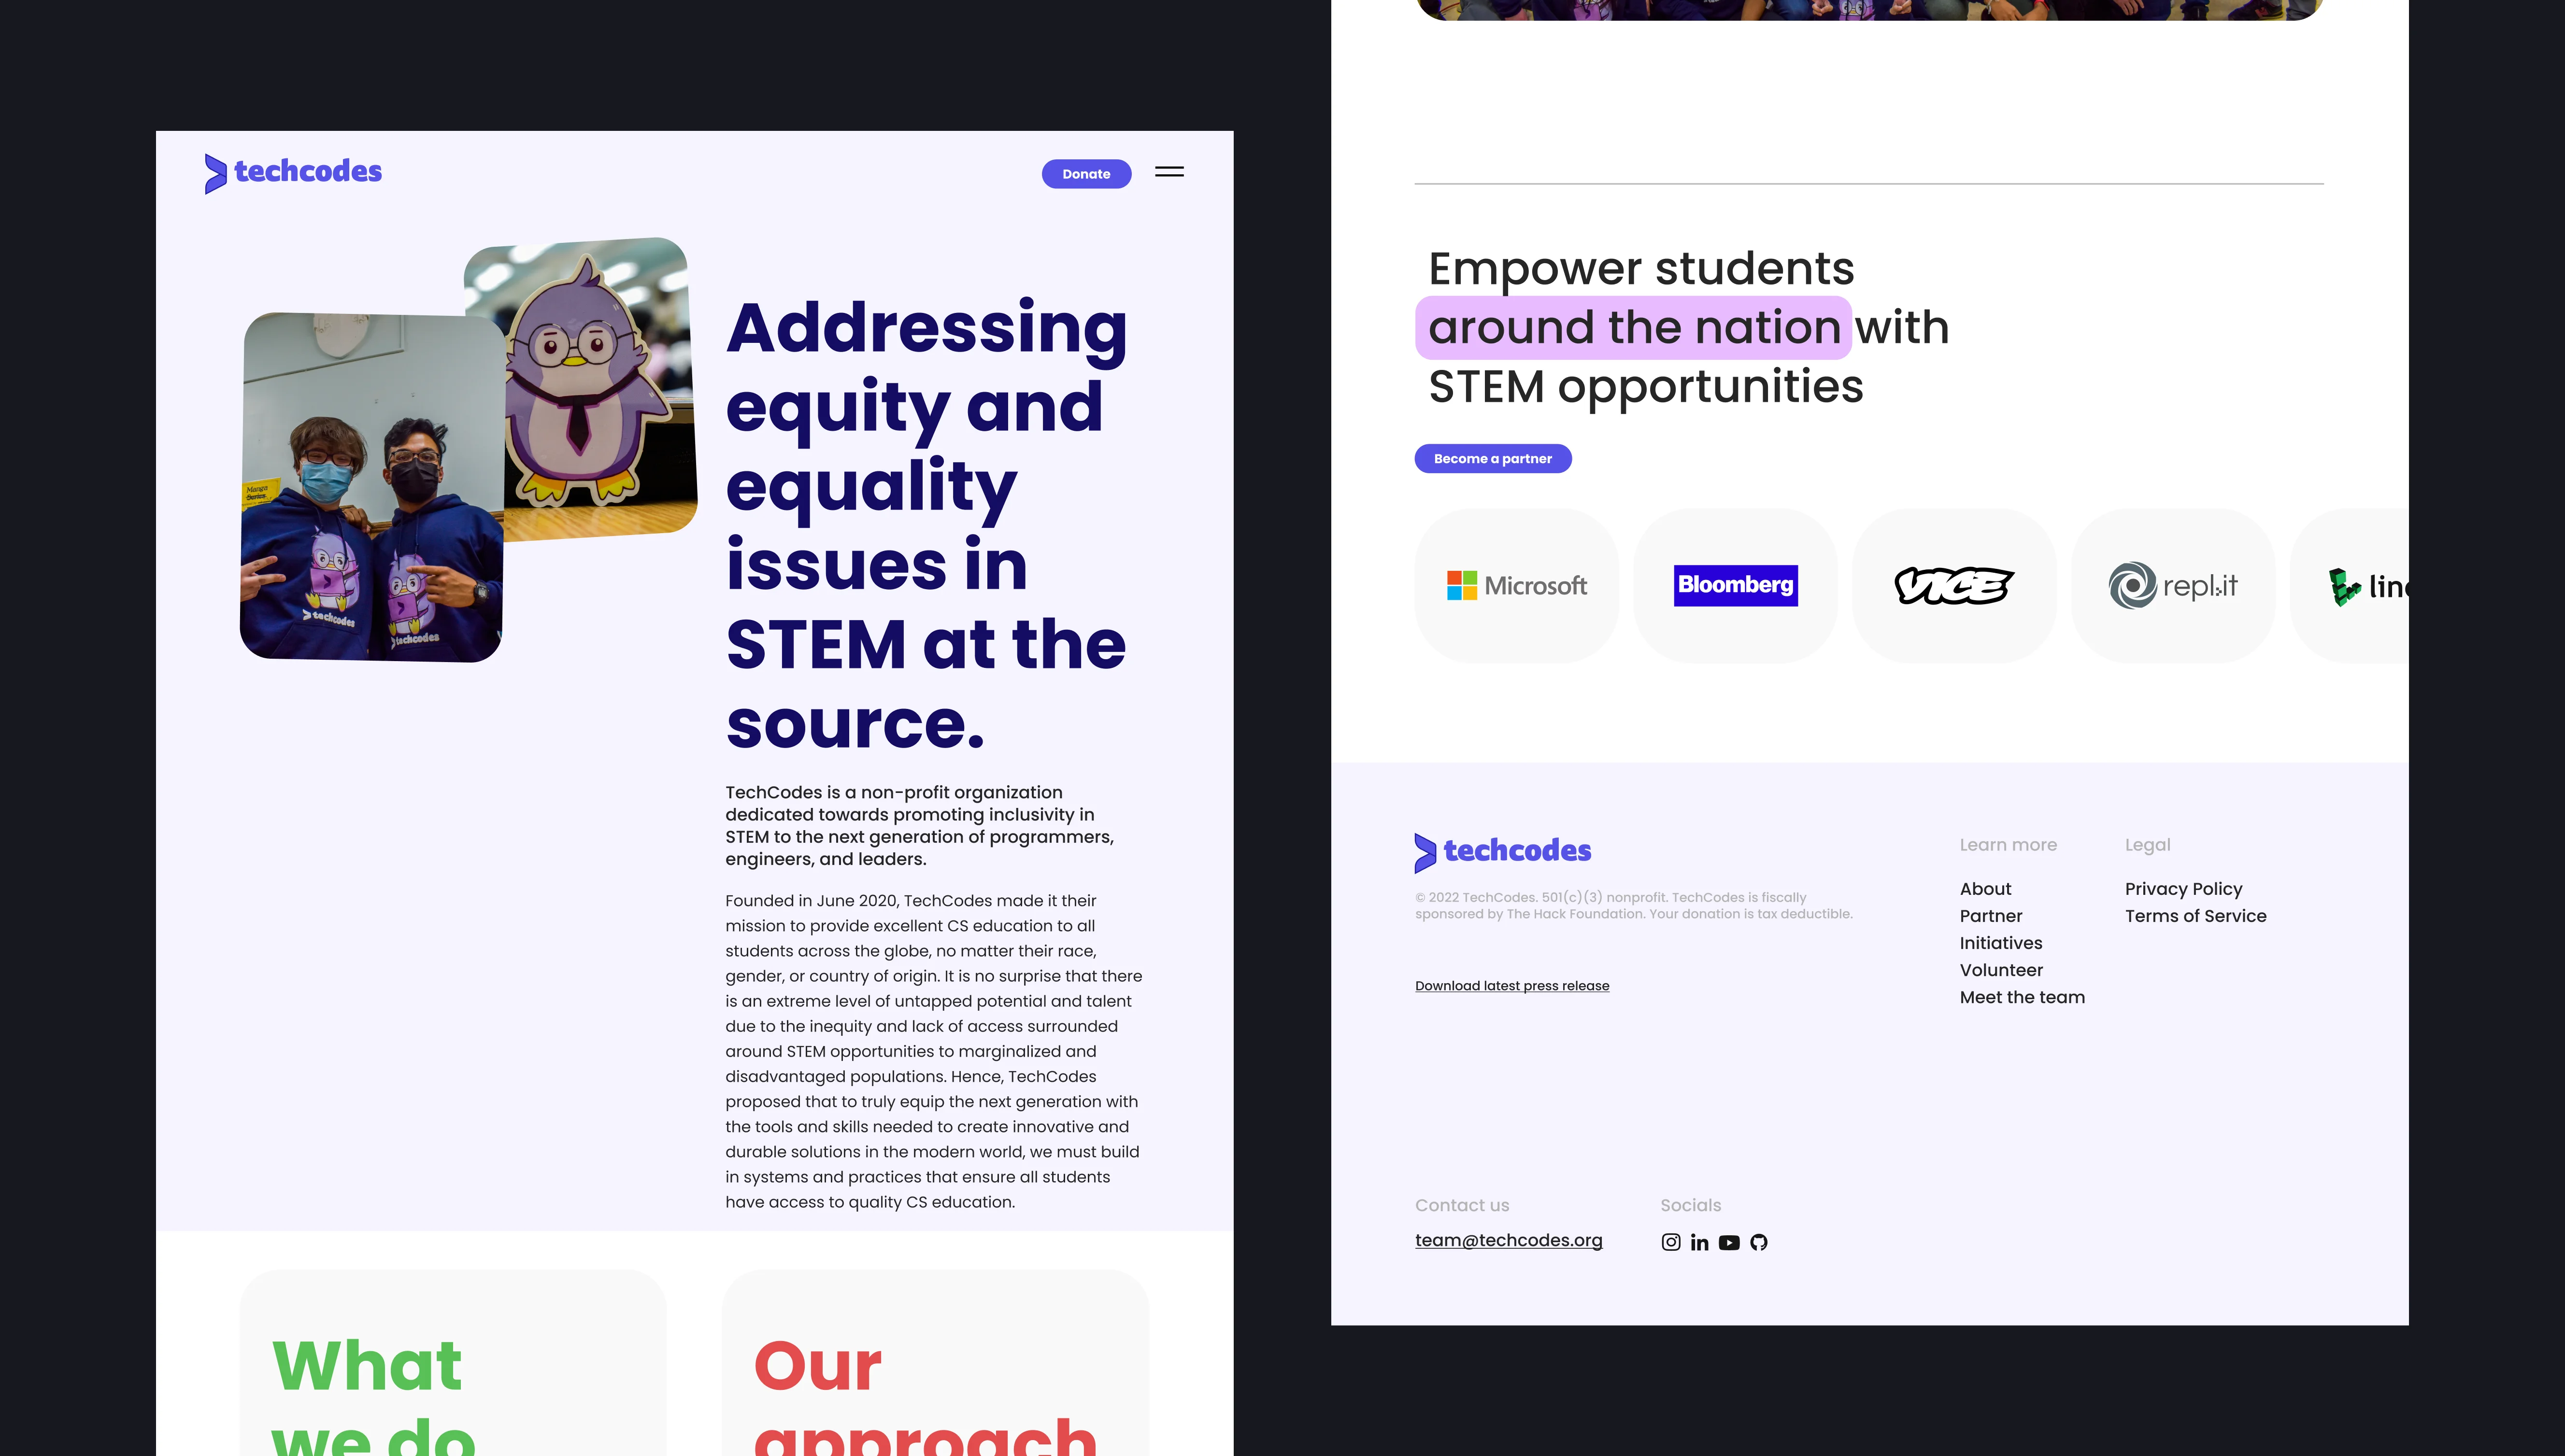 techcodes
Donate
Manga
Series
techcodes
techcodes
Addressing
equity and
equality
issues in
STEM at the
source.
TechCodes is a non-profit organization
dedicated towards promoting inclusivity in
STEM to the next generation of programmers,
engineers, and leaders.
Founded in June 2020, TechCodes made it their
mission to provide excellent CS education to all
students across the globe, no matter their race,
gender, or country of origin. It is no surprise that there
is an extreme level of untapped potential and talent
due to the inequity and lack of access surrounded
around STEM opportunities to marginalized and
disadvantaged populations. Hence, TechCodes
proposed that to truly equip the next generation with
the tools and skills needed to create innovative and
durable solutions in the modern world, we must build
in systems and practices that ensure all students
have access to quality CS education.
What
we do
Our
approach
Empower students
around the nation with
STEM opportunities
Become a partner
Microsoft
Bloomberg
VICE
repl.it
techcodes
© 2022 TechCodes. 501(c)(3) nonprofit. TechCodes is fiscally
sponsored by The Hack Foundation. Your donation is tax deductible.
Download latest press release
Learn more
About
Partner
Initiatives
Volunteer
Meet the team
Legal
Privacy Policy
Terms of Service
Contact us
team@techcodes.org
Socials